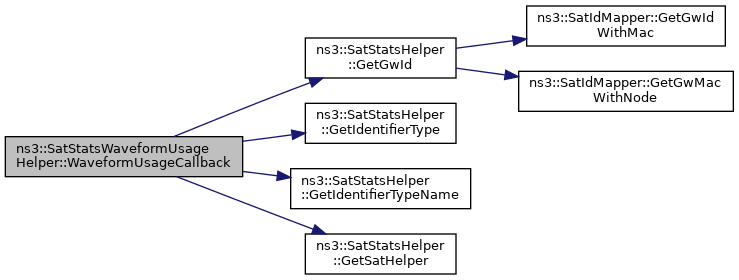 ns3::SatStatsWaveformUsage
Helper::WaveformUsageCallback
ns3::SatStatsHelper
::GetGwId
ns3::SatIdMapper::GetGwId
WithMac
ns3::SatIdMapper::GetGwMac
WithNode
ns3::SatStatsHelper
::GetIdentifierType
ns3::SatStatsHelper
::GetIdentifierTypeName
ns3::SatStatsHelper
::GetSatHelper